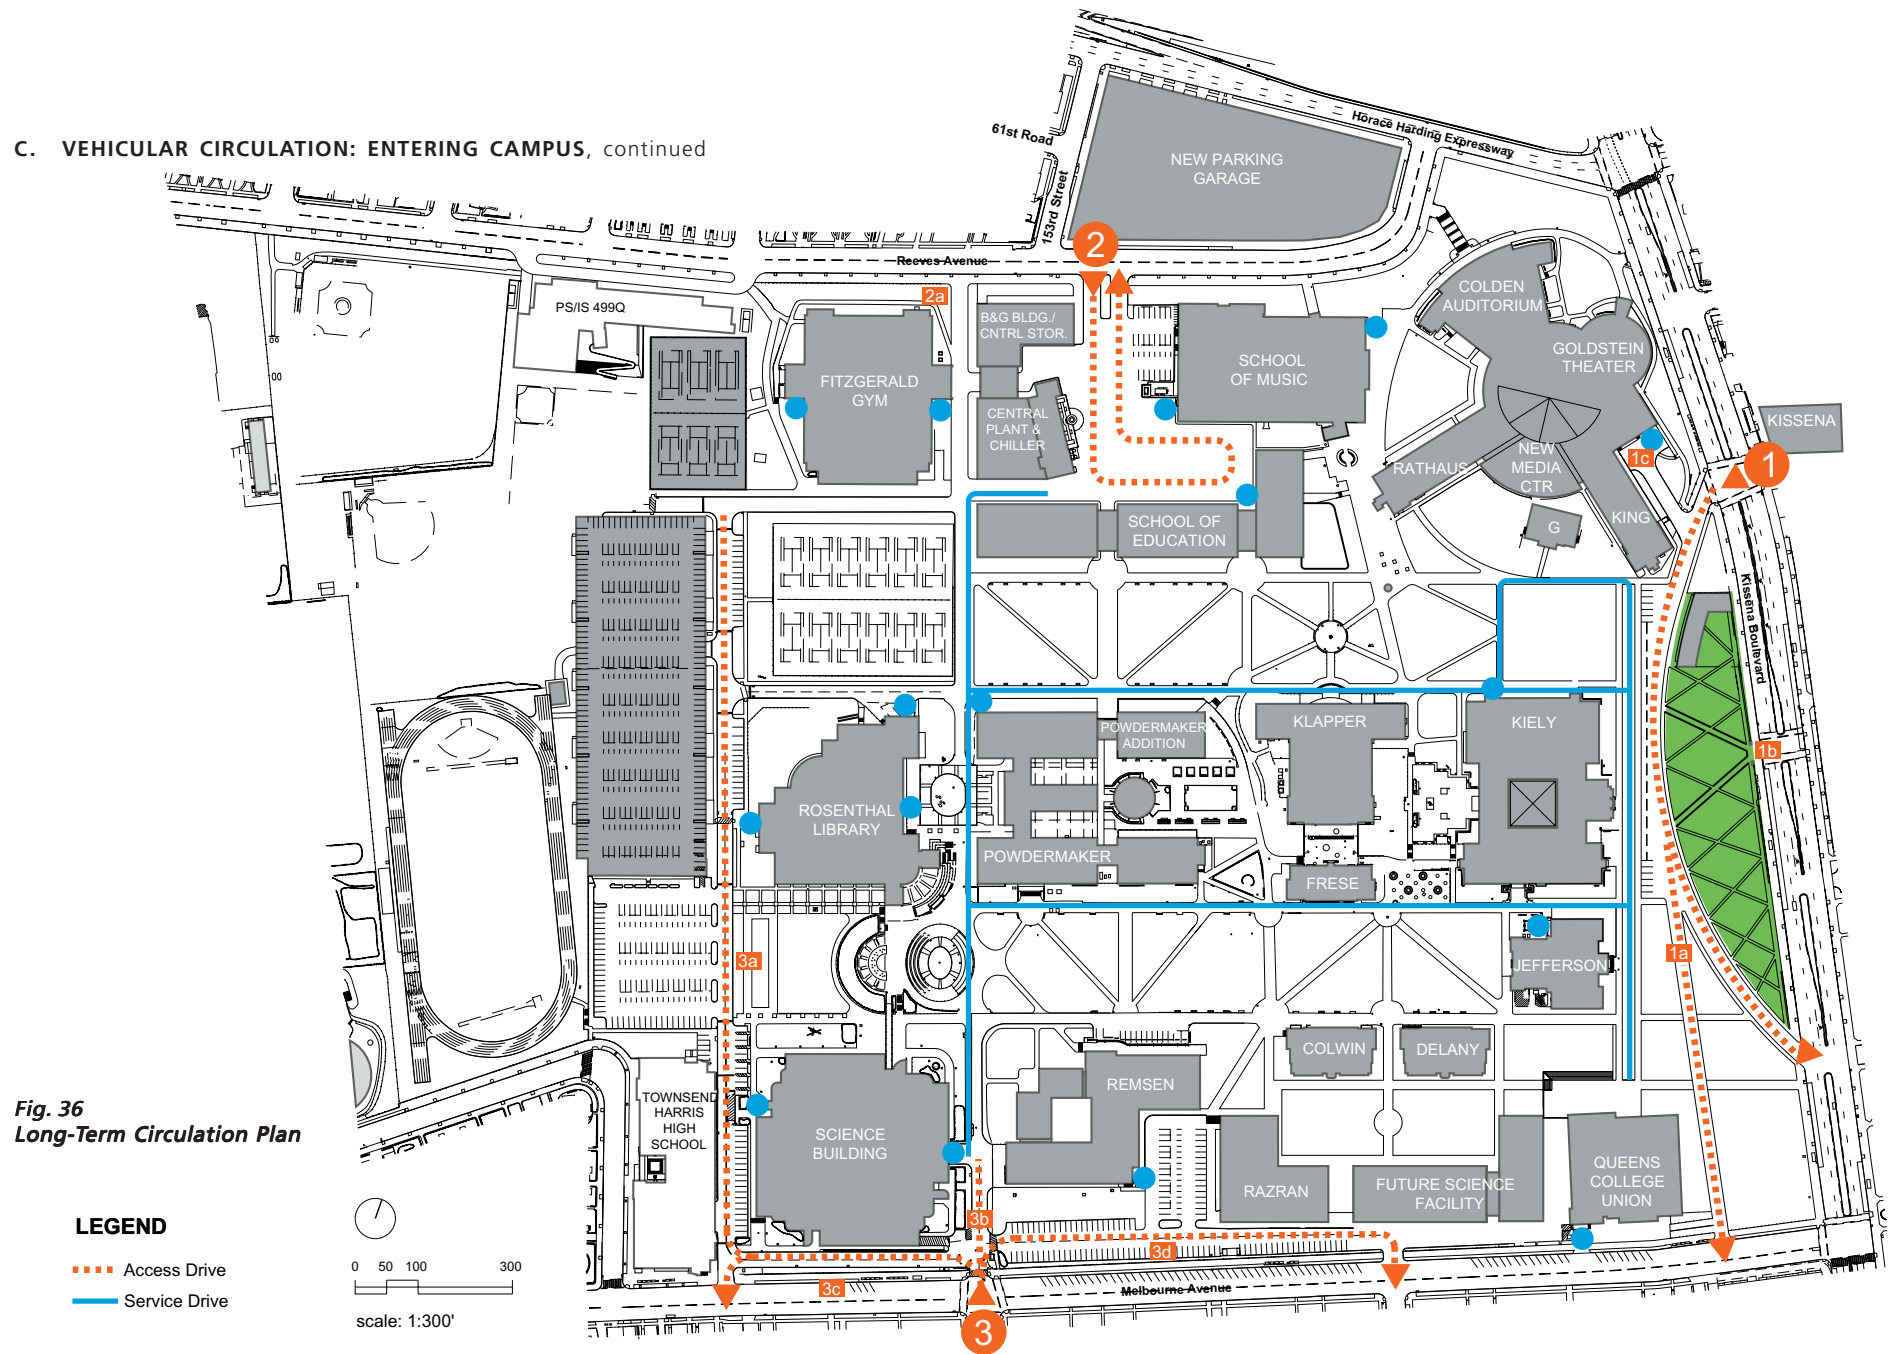 C. VEHICULAR CIRCULATION: ENTERING CAMPUS, continued
Horace Harding Expressway
61st Road
153rd Street
NEW PARKING
GARAGE
2
Reeves Avenue
2a
PS/IS 499Q
B&G BLDG./
CNTRL STOR.
COLDEN
AUDITORIUM
GOLDSTEIN
THEATER
SCHOOL
OF MUSIC
FITZGERALD
GYM
CENTRAL
PLANT &
CHILLER
KISSENA
1
1c
RATHAUS
NEW
MEDIA
CTR
KING
G
SCHOOL OF
EDUCATION
Kissena Boulevard
KLAPPER
KIELY
POWDERMAKER
ADDITION
1b
ROSENTHAL
LIBRARY
POWDERMAKER
FRESE
3a
1a
JEFFERSON
COLWIN
DELANY
REMSEN
TOWNSEND
HARRIS
HIGH
SCHOOL
SCIENCE
BUILDING
RAZRAN
FUTURE SCIENCE
FACILITY
QUEENS
COLLEGE
UNION
3b
3d
3c
Melbourne Avenue
3
Fig. 36
Long-Term Circulation Plan
LEGEND
Access Drive
Service Drive
0 50 100 300
scale: 1:300'